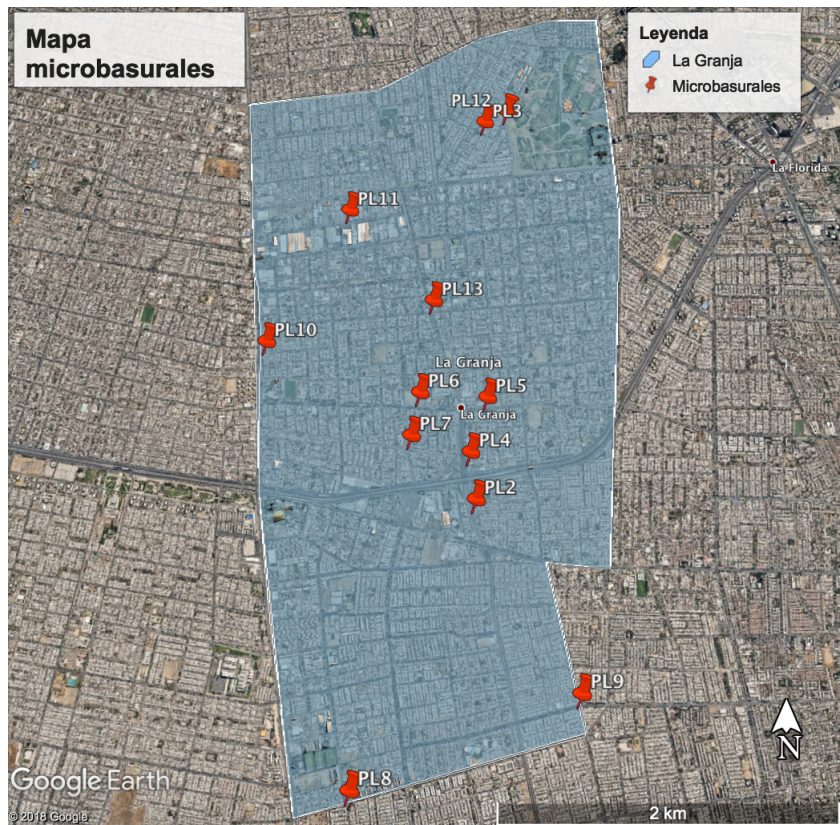 Mapa
microbasurales
Leyenda
La Granja
Microbasurales
PL12
PL3
La Florida
PL11
PL13
PL10
La Granja
PL6
PL5
La Granja
PL7
PL4
PL2
PL9
N
PL8
Google Earth
© 2018 Google
2 km